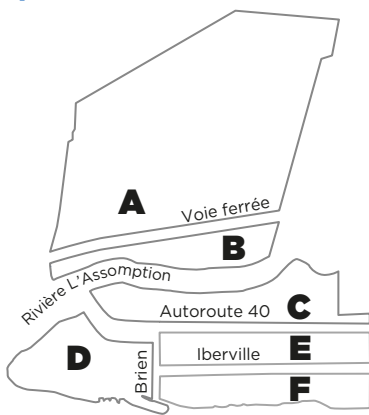 A
Voie ferrée
B
Rivière L'Assomption
Autoroute 40
C
D
Brien
Iberville
E
F